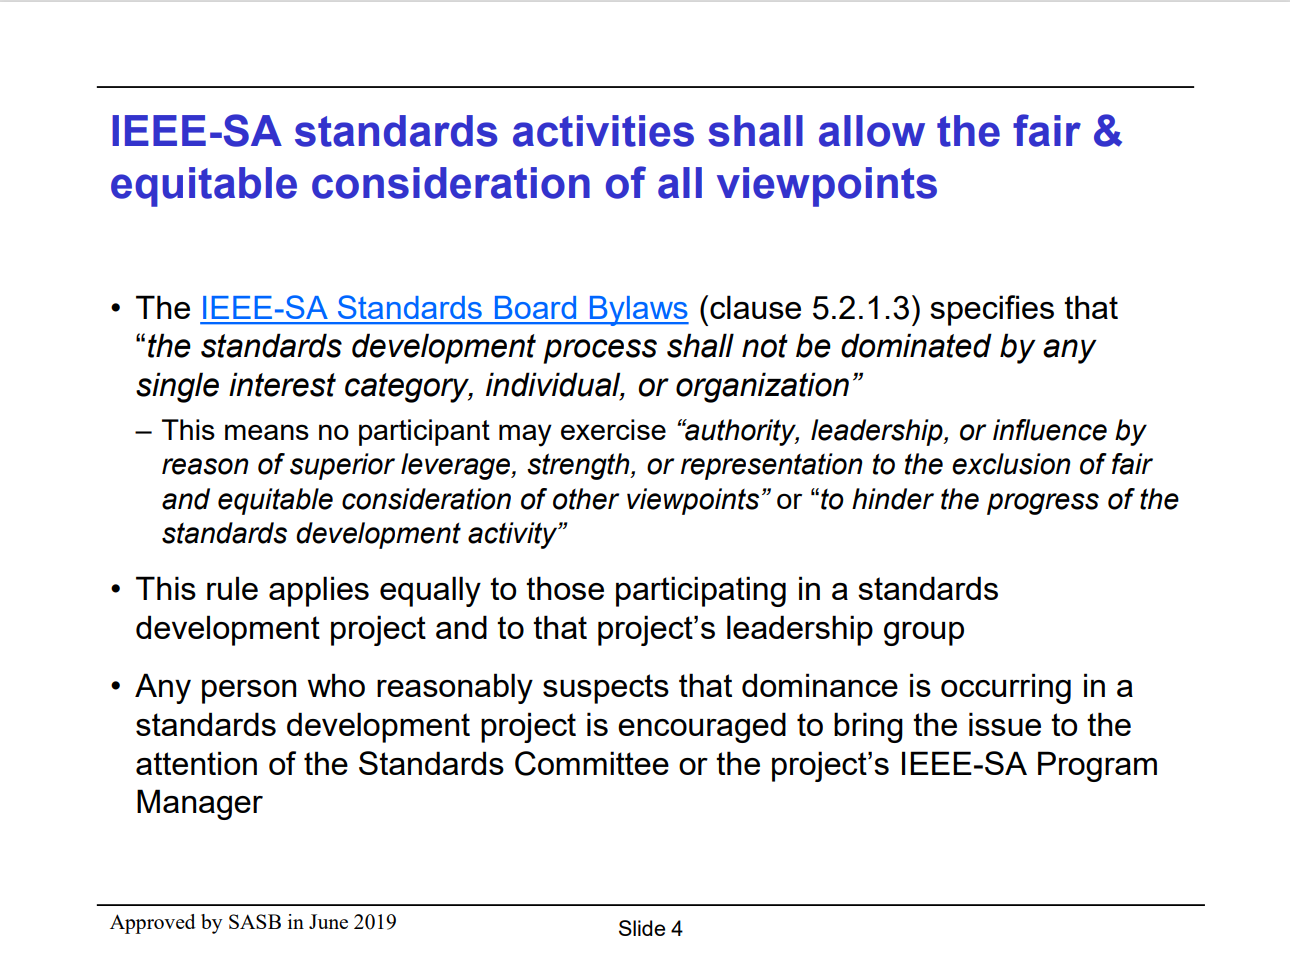 IEEE-SA standards activities shall allow the fair &
equitable consideration of all viewpoints
• The IEEE-SA Standards Board Bylaws (clause 5.2.1.3) specifies that
“the standards development process shall not be dominated by any
single interest category, individual, or organization”
– This means no participant may exercise “authority, leadership, or influence by
reason of superior leverage, strength, or representation to the exclusion of fair
and equitable consideration of other viewpoints” or “to hinder the progress of the
standards development activity”
• This rule applies equally to those participating in a standards
development project and to that project’s leadership group
• Any person who reasonably suspects that dominance is occurring in a
standards development project is encouraged to bring the issue to the
attention of the Standards Committee or the project’s IEEE-SA Program
Manager
Approved by SASB in June 2019
Slide 4